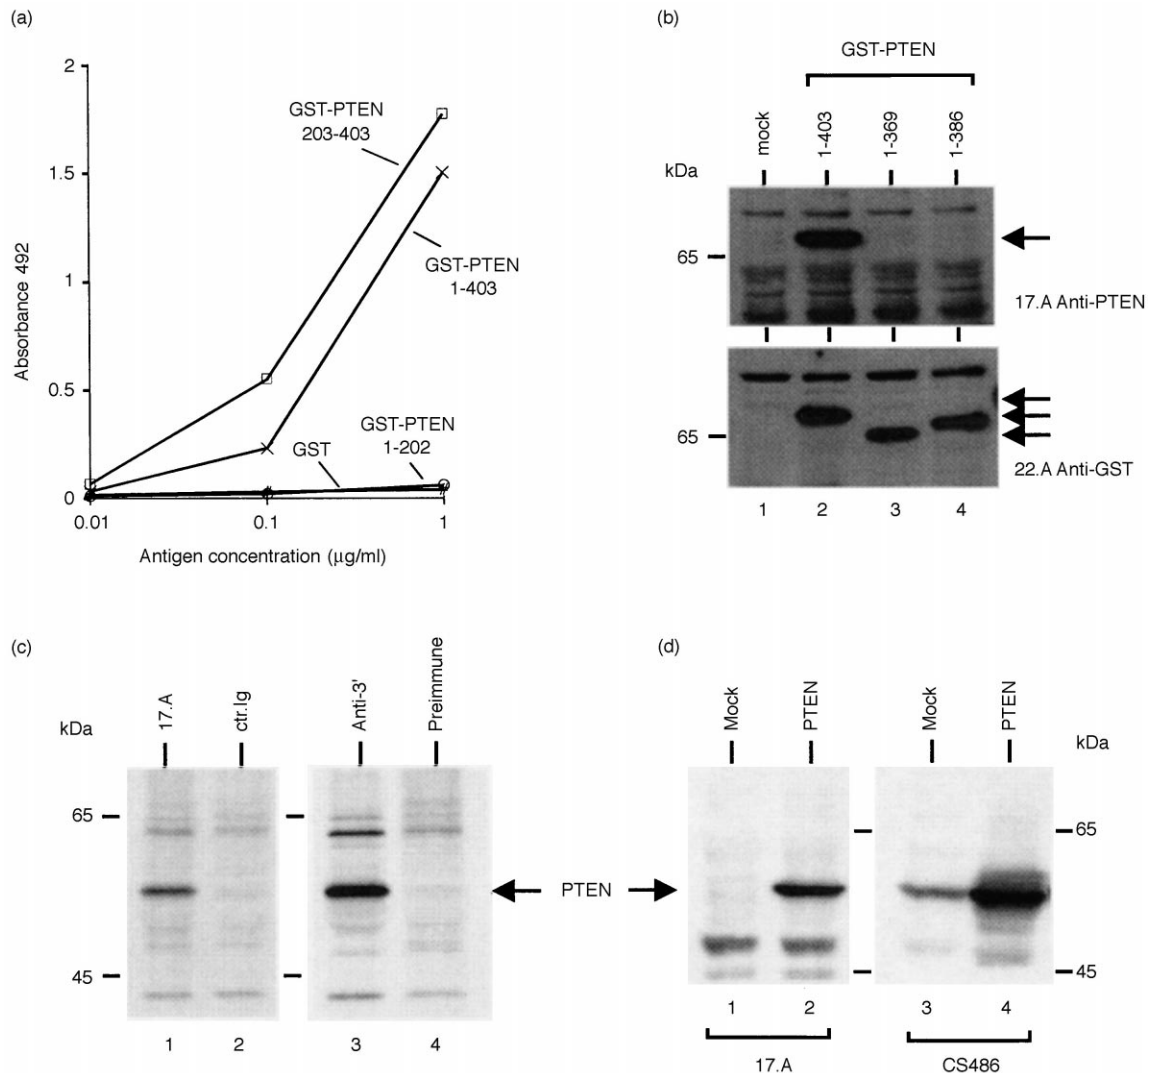 (a)
2
1.5
1
0.5
0
Absorbance 492
GST-PTEN
203-403
GST-PTEN
1-403
GST-PTEN
1-202
GST
0.01
0.1
1
Antigen concentration (µg/ml)
(b)
GST-PTEN
mock
1-403
1-369
1-386
kDa
65
17.A Anti-PTEN
65
22.A Anti-GST
1
2
3
4
(c)
kDa
17.A
ctr.Ig
Anti-3'
Preimmune
65
45
PTEN
1
2
3
4
(d)
Mock
PTEN
Mock
PTEN
kDa
65
45
1
2
3
4
17.A
CS486